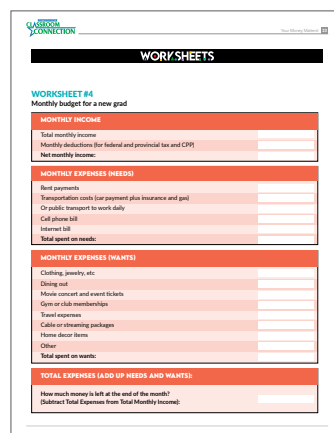 CLASSROOM
CONNECTION
Your Money Matters!
WORKSHEETS
WORKSHEET #4
Monthly budget for a new grad
MONTHLY INCOME
Total monthly income
Monthly deductions (for federal and provincial tax and CPP)
Net monthly income:
MONTHLY EXPENSES (NEEDS)
Rent payments
Transportation costs (car payment plus insurance and gas)
Or public transport to work daily
Cell phone bill
Internet bill
Total spent on needs:
MONTHLY EXPENSES (WANTS)
Clothing, jewelry, etc
Dining out
Movie concert and event tickets
Gym or club memberships
Travel expenses
Cable or streaming packages
Home decor items
Other
Total spent on wants:
TOTAL EXPENSES (ADD UP NEEDS AND WANTS):
How much money is left at the end of the month?
(Subtract Total Expenses from Total Monthly Income):